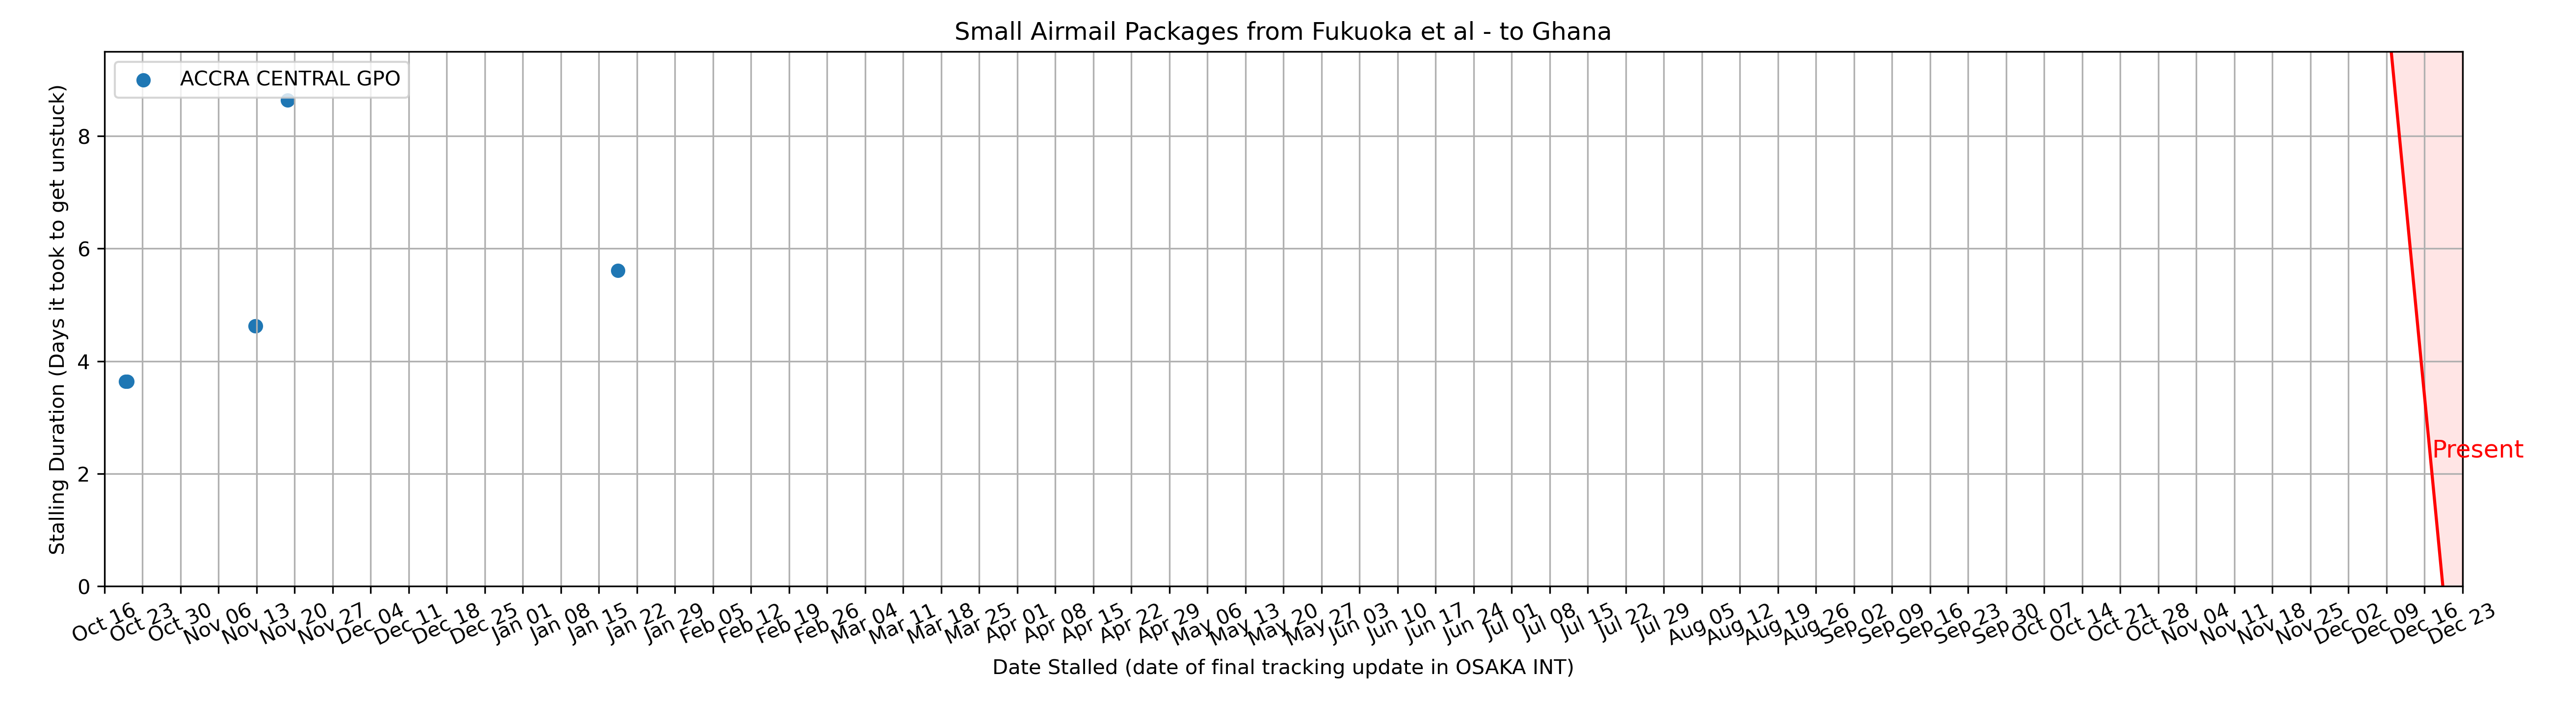 Small Airmail Packages from Fukuoka et al - to Ghana
ACCRA CENTRAL GPO
Stalling Duration (Days it took to get unstuck)
8
6
4
2
0
Present
Oct 16 Oct 23 Oct 30 Nov 06 Nov 13 Nov 20 Nov 27 Dec 04 Dec 11 Dec 18 Dec 25 Jan 01 Jan 08 Jan 15 Jan 22 Jan 29 Feb 05 Feb 12 Feb 19 Feb 26 Mar 04 Mar 11 Mar 18 Mar 25 Apr 01 Apr 08 Apr 15 Apr 22 Apr 29 May 06 May 13 May 20 May 27 Jun 03 Jun 10 Jun 17 Jun 24 Jul 01 Jul 08 Jul 15 Jul 22 Jul 29 Aug 05 Aug 12 Aug 19 Aug 26 Sep 02 Sep 09 Sep 16 Sep 23 Sep 30 Oct 07 Oct 14 Oct 21 Oct 28 Nov 04 Nov 11 Nov 18 Nov 25 Dec 02 Dec 09 Dec 16 Dec 23
Date Stalled (date of final tracking update in OSAKA INT)